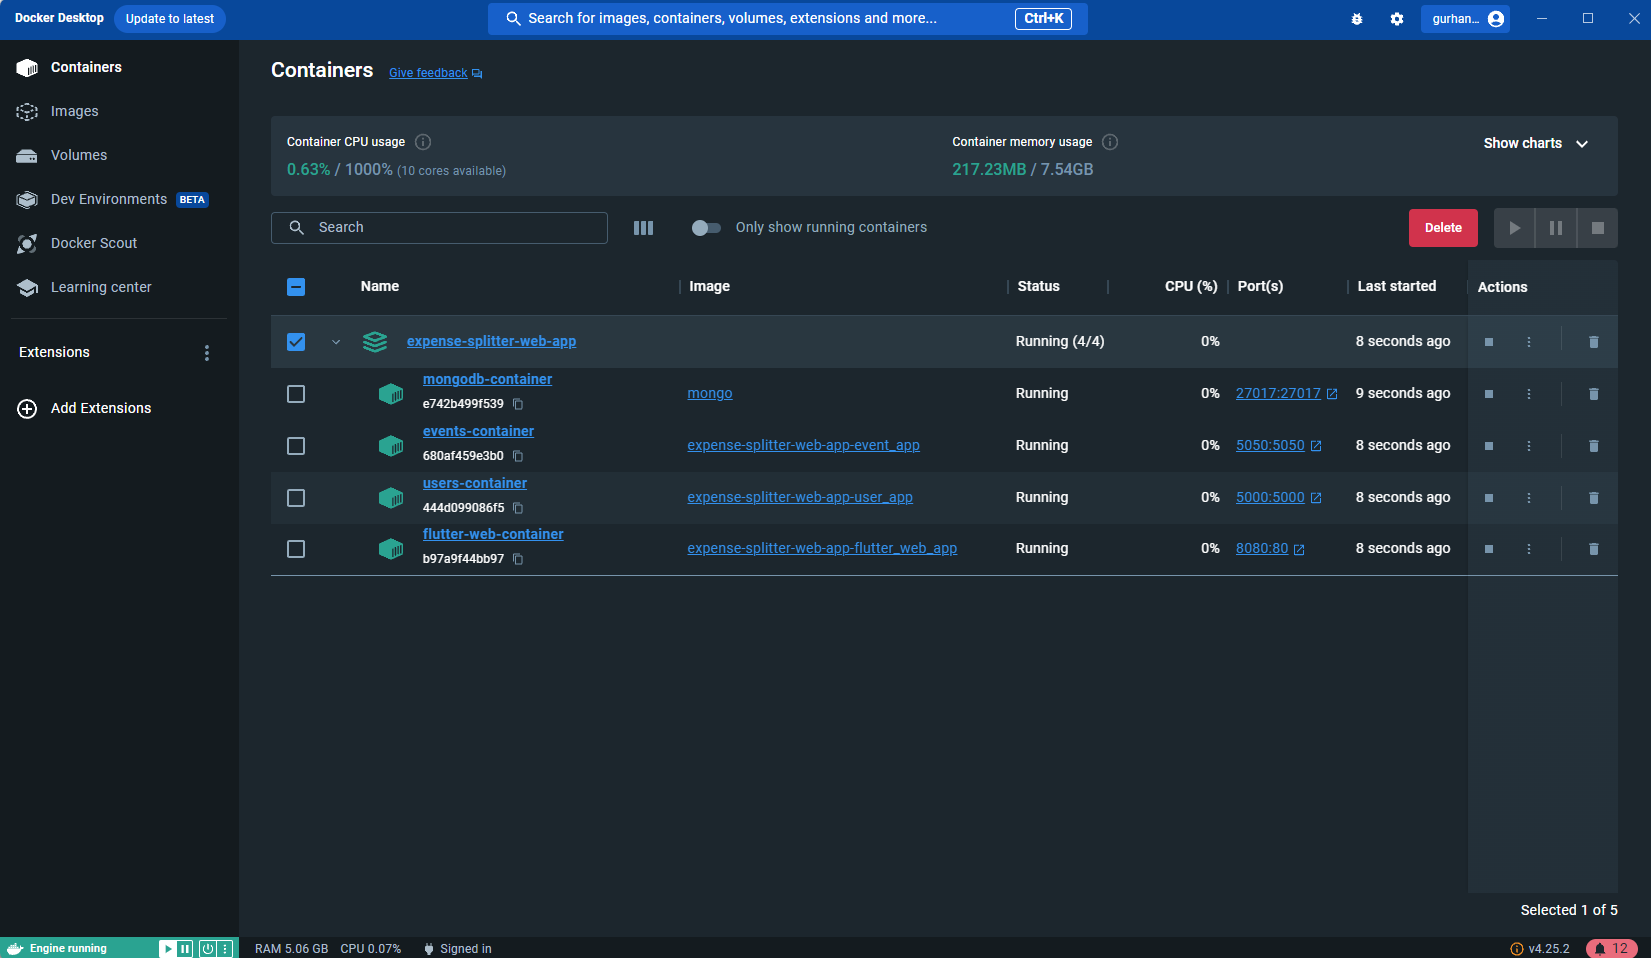 Docker Desktop
Update to latest
Search for images, containers, volumes, extensions and more...
Ctrl+K
gurhan...
Containers
Images
Volumes
Dev Environments BETA
Docker Scout
Learning center
Extensions
Add Extensions
Containers
Give feedback
Container CPU usage
0.63% / 1000% (10 cores available)
Container memory usage
217.23MB / 7.54GB
Show charts
Search
Only show running containers
Delete
Name Image Status CPU (%) Port(s) Last started Actions
expense-splitter-web-app Running (4/4) 0% 8 seconds ago
mongodb-container
e742b499f539
mongo Running 0% 27017:27017 9 seconds ago
events-container
680af459e3b0
expense-splitter-web-app-event_app Running 0% 5050:5050 8 seconds ago
users-container
444d099086f5
expense-splitter-web-app-user_app Running 0% 5000:5000 8 seconds ago
flutter-web-container
b97a9f44bb97
expense-splitter-web-app-flutter_web_app Running 0% 8080:80 8 seconds ago
Selected 1 of 5
Engine running
RAM 5.06 GB CPU 0.07% Signed in
v4.25.2
12